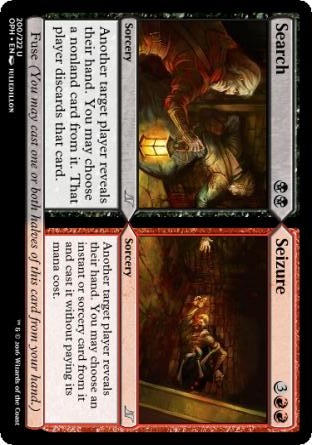 Search
Sorcery
Another target player reveals
their hand. You may choose
a nonland card from it. That
player discards that card.
Seizure
3
Sorcery
Another target player reveals
their hand. You may choose an
instant or sorcery card from it
and cast it without paying its
mana cost.
Fuse (You may cast one or both halves of this card from your hand.)
200/222 U
OPH • EN JULIEDILLON
™ & © 2016 Wizards of the Coast